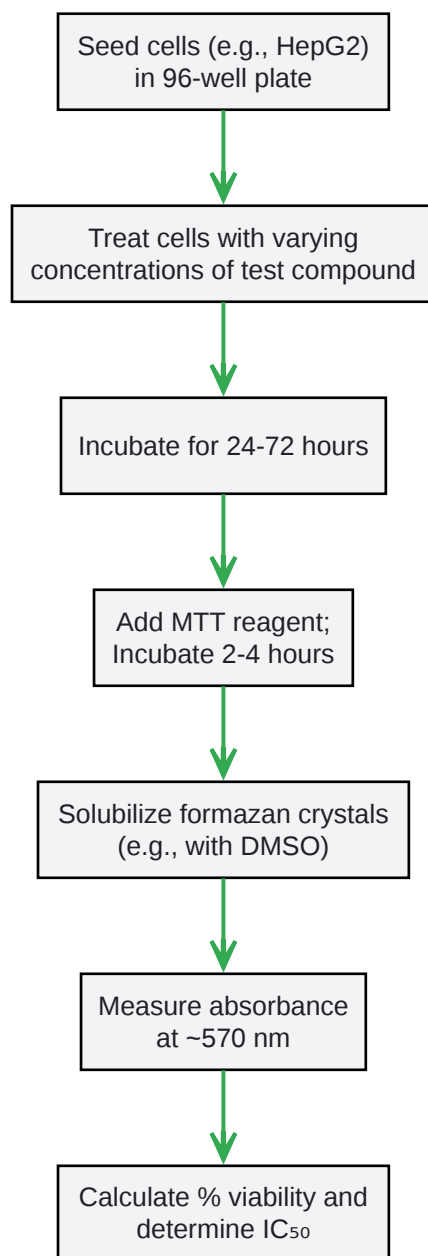 Seed cells (e.g., HepG2)
in 96-well plate
Treat cells with varying
concentrations of test compound
Incubate for 24-72 hours
Add MTT reagent;
Incubate 2-4 hours
Solubilize formazan crystals
(e.g., with DMSO)
Measure absorbance
at ~570 nm
Calculate % viability and
determine IC₅₀